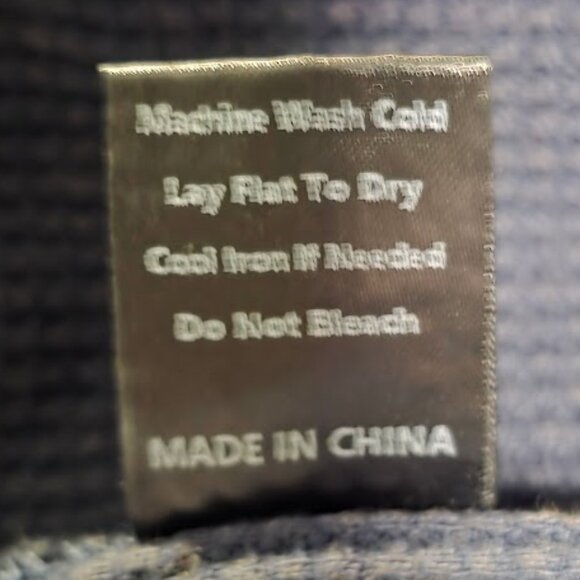 Machine Wash Cold
Lay Flat To Dry
Cool Iron If Needed
Do Not Bleach
MADE IN CHINA